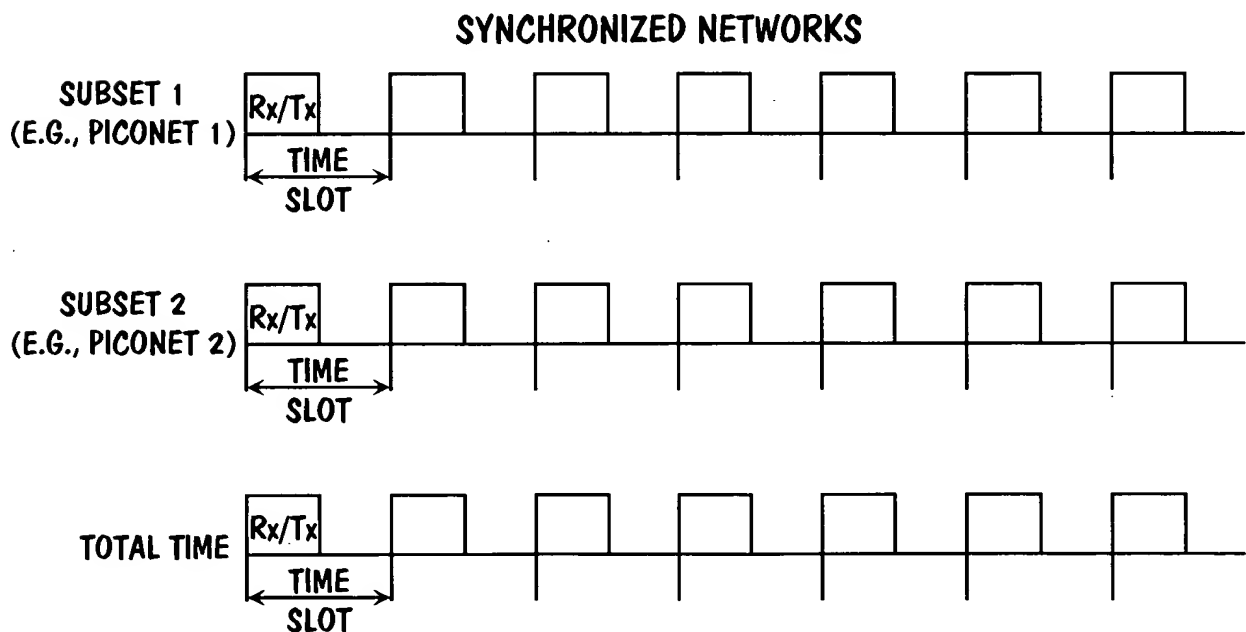 SYNCHRONIZED NETWORKS
SUBSET 1
(E.G., PICONET 1)
Rx/Tx
TIME
SLOT
SUBSET 2
(E.G., PICONET 2)
Rx/Tx
TIME
SLOT
TOTAL TIME
Rx/Tx
TIME
SLOT